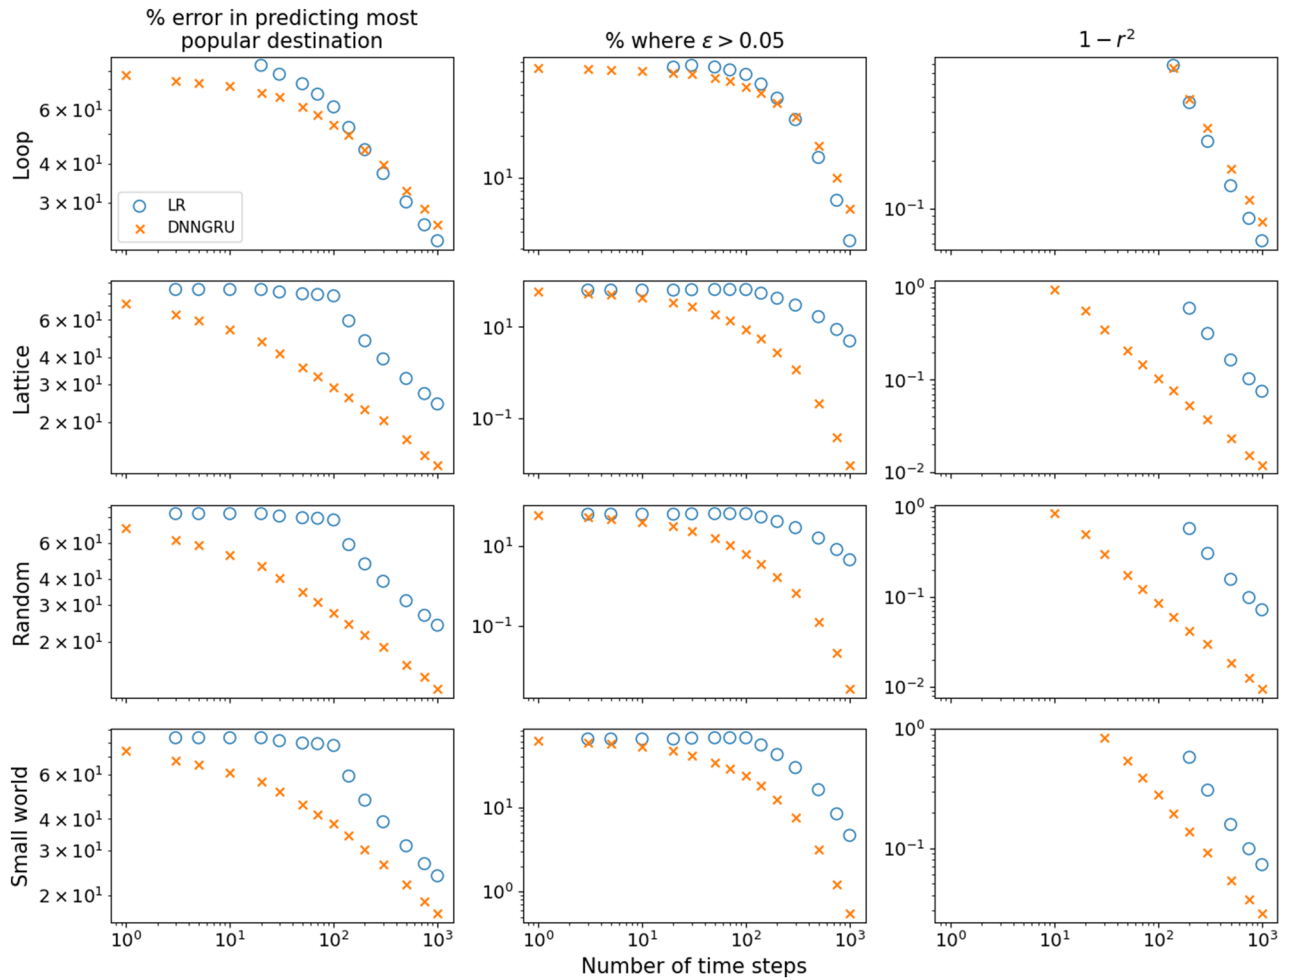 % error in predicting most
popular destination
% where ε > 0.05
1 − r²
Loop
6 × 10¹
4 × 10¹
3 × 10¹
LR
DNNGRU
10¹
10⁻¹
Lattice
6 × 10¹
4 × 10¹
3 × 10¹
2 × 10¹
10¹
10⁻¹
10⁰
10⁻¹
10⁻²
Random
6 × 10¹
4 × 10¹
3 × 10¹
2 × 10¹
10¹
10⁻¹
10⁰
10⁻¹
10⁻²
Small world
6 × 10¹
4 × 10¹
3 × 10¹
2 × 10¹
10¹
10⁰
10⁰
10⁻¹
10⁰ 10¹ 10² 10³
10⁰ 10¹ 10² 10³
10⁰ 10¹ 10² 10³
Number of time steps